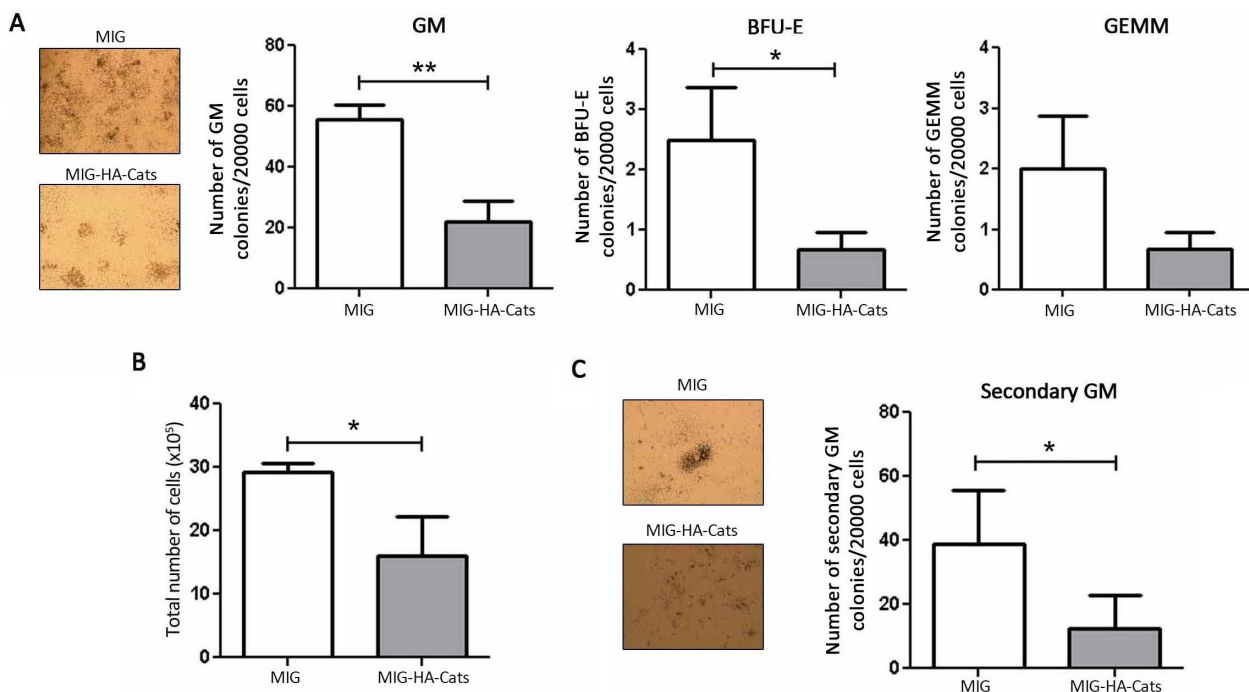 A
MIG
MIG-HA-Cats
GM
Number of GM
colonies/20000 cells
80
60
40
20
0
**
MIG
MIG-HA-Cats
BFU-E
Number of BFU-E
colonies/20000 cells
4
3
2
1
0
*
MIG
MIG-HA-Cats
GEMM
Number of GEMM
colonies/20000 cells
4
3
2
1
0
MIG
MIG-HA-Cats
B
Total number of cells (x10⁵)
40
30
20
10
0
*
MIG
MIG-HA-Cats
C
MIG
MIG-HA-Cats
Secondary GM
Number of secondary GM
colonies/20000 cells
80
60
40
20
0
*
MIG
MIG-HA-Cats